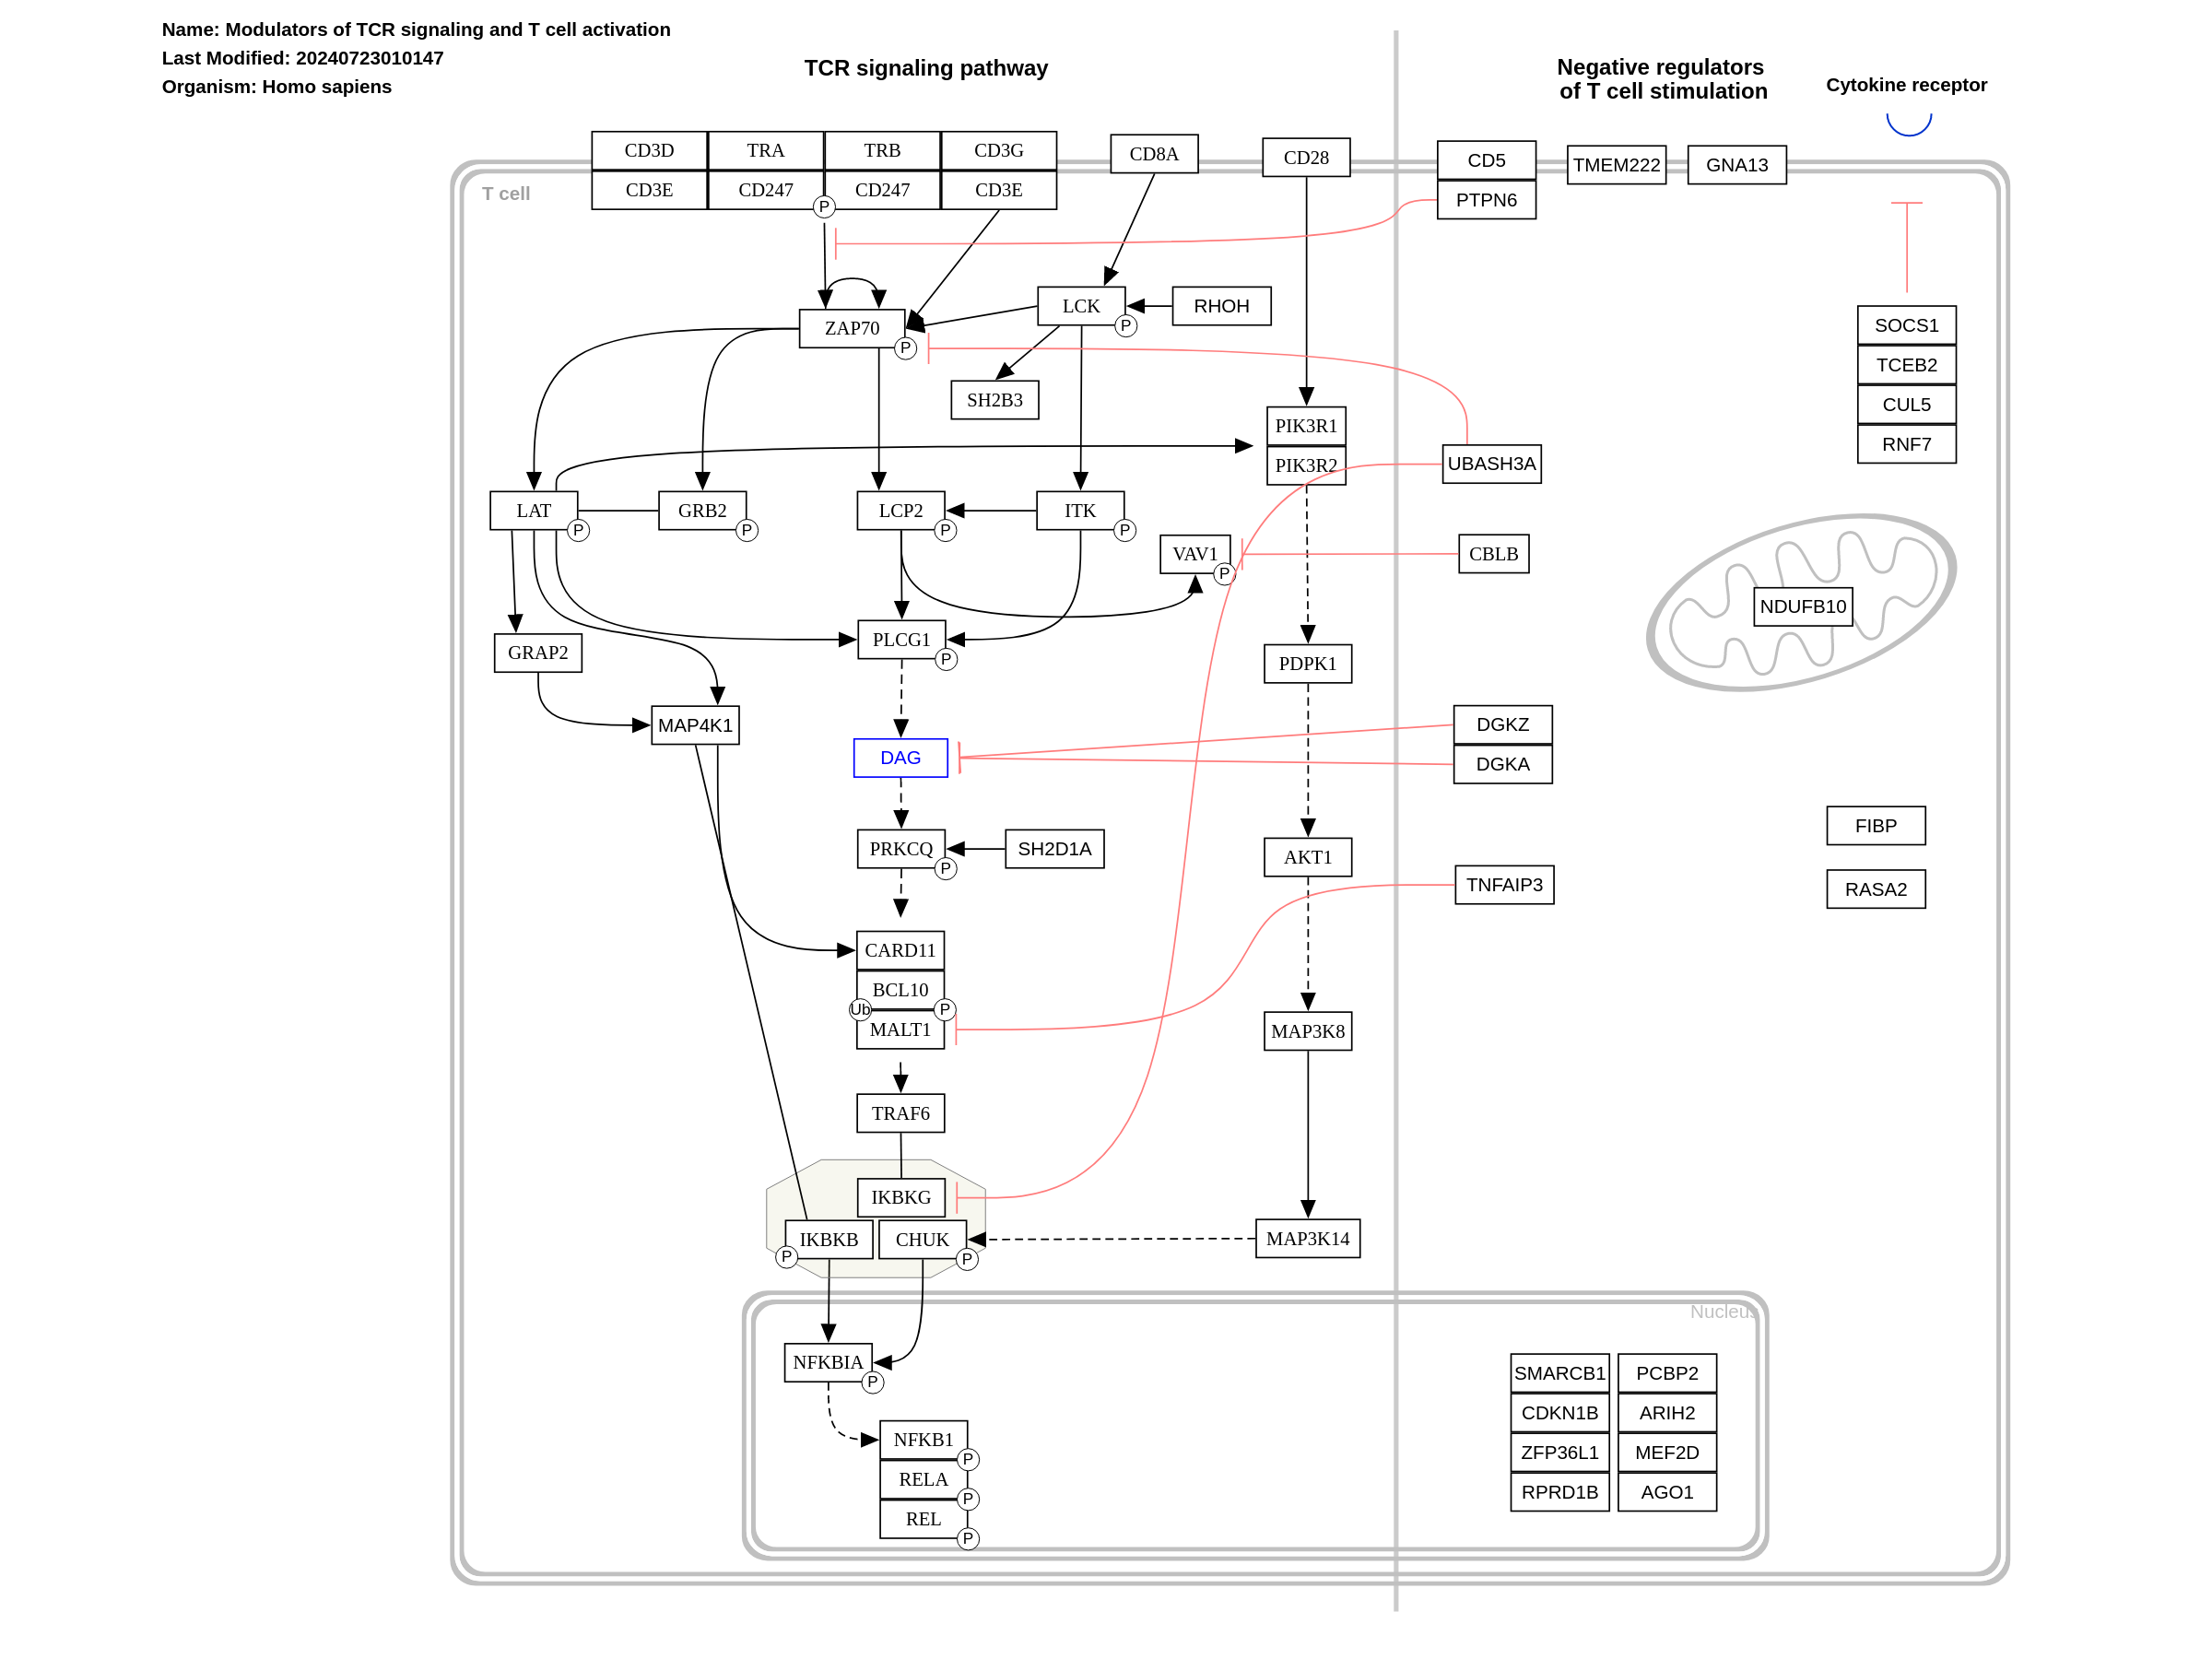 Name: Modulators of TCR signaling and T cell activation
Last Modified: 20240723010147
Organism: Homo sapiens
TCR signaling pathway
Negative regulators
of T cell stimulation
Cytokine receptor
CD3D TRA TRB CD3G
CD3E CD247 CD247 CD3E
P
CD8A
CD28
CD5
PTPN6
TMEM222
GNA13
T cell
LCK
P
RHOH
ZAP70
P
SH2B3
SOCS1
TCEB2
CUL5
RNF7
PIK3R1
PIK3R2
UBASH3A
LAT
P
GRB2
P
LCP2
P
ITK
P
VAV1
P
CBLB
NDUFB10
GRAP2
PLCG1
P
PDPK1
MAP4K1
DAG
DGKZ
DGKA
PRKCQ
P
SH2D1A
AKT1
TNFAIP3
FIBP
RASA2
CARD11
BCL10
Ub
P
MALT1
MAP3K8
TRAF6
IKBKG
IKBKB
P
CHUK
P
MAP3K14
Nucleus
NFKBIA
P
NFKB1
P
RELA
P
REL
P
SMARCB1 PCBP2
CDKN1B ARIH2
ZFP36L1 MEF2D
RPRD1B AGO1